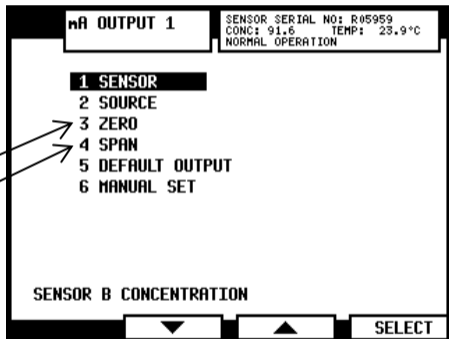 mA OUTPUT 1
SENSOR SERIAL NO: R05959
CONC: 91.6 TEMP: 23.9°C
NORMAL OPERATION
1 SENSOR
2 SOURCE
3 ZERO
4 SPAN
5 DEFAULT OUTPUT
6 MANUAL SET
SENSOR B CONCENTRATION
SELECT